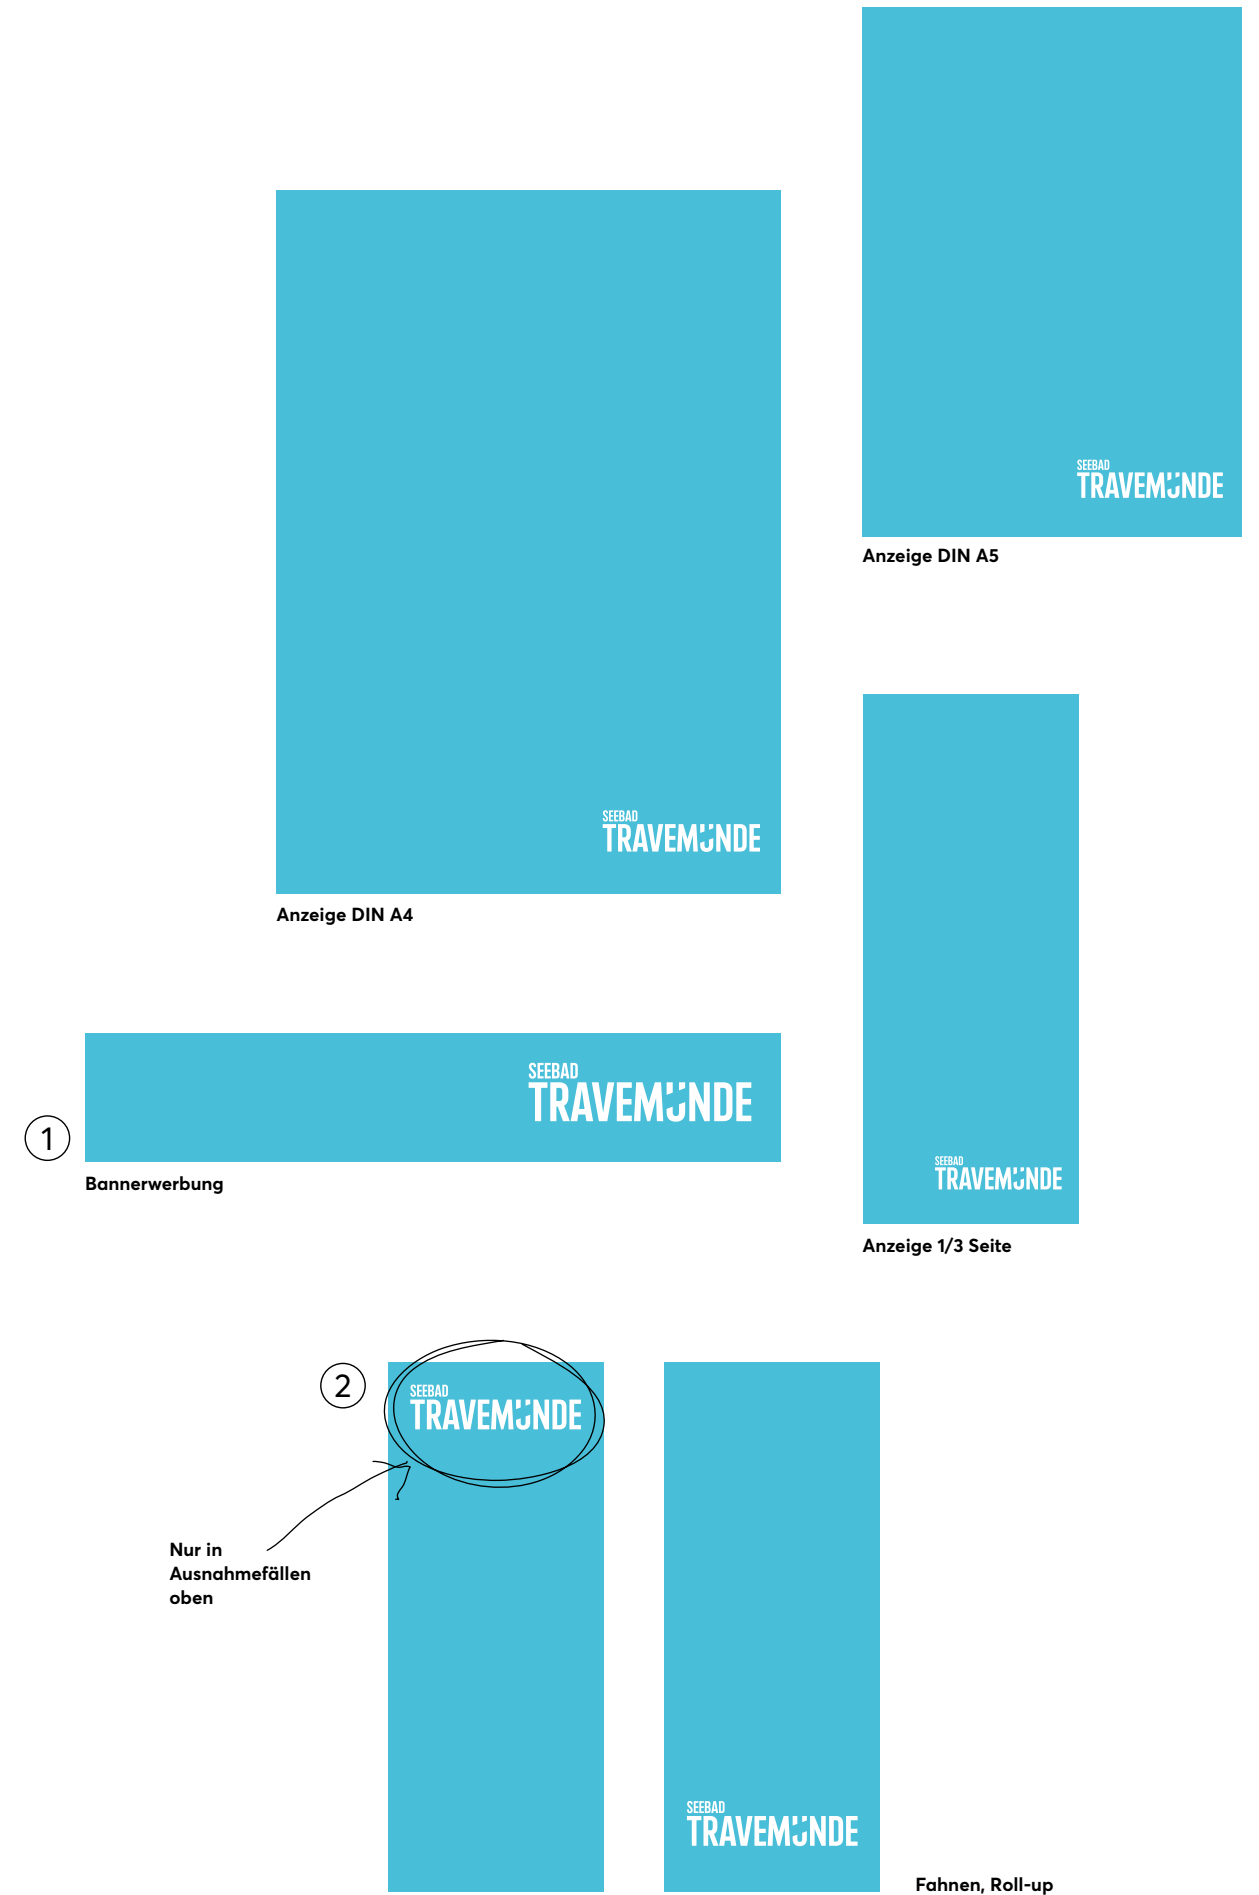 SEEBAD
TRAVEMÜNDE
Anzeige DIN A5
SEEBAD
TRAVEMÜNDE
Anzeige DIN A4
SEEBAD
TRAVEMÜNDE
1
Bannerwerbung
SEEBAD
TRAVEMÜNDE
Anzeige 1/3 Seite
2
SEEBAD
TRAVEMÜNDE
Nur in
Ausnahmefällen
oben
SEEBAD
TRAVEMÜNDE
Fahnen, Roll-up